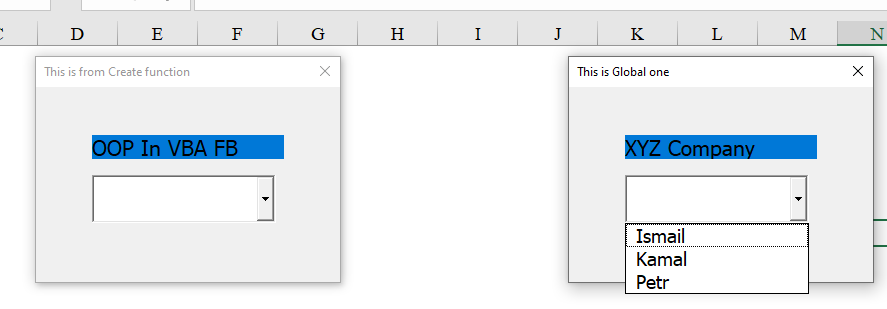 D E F G H I J K L M N
This is from Create function
This is Global one
OOP In VBA FB
XYZ Company
Ismail
Kamal
Petr